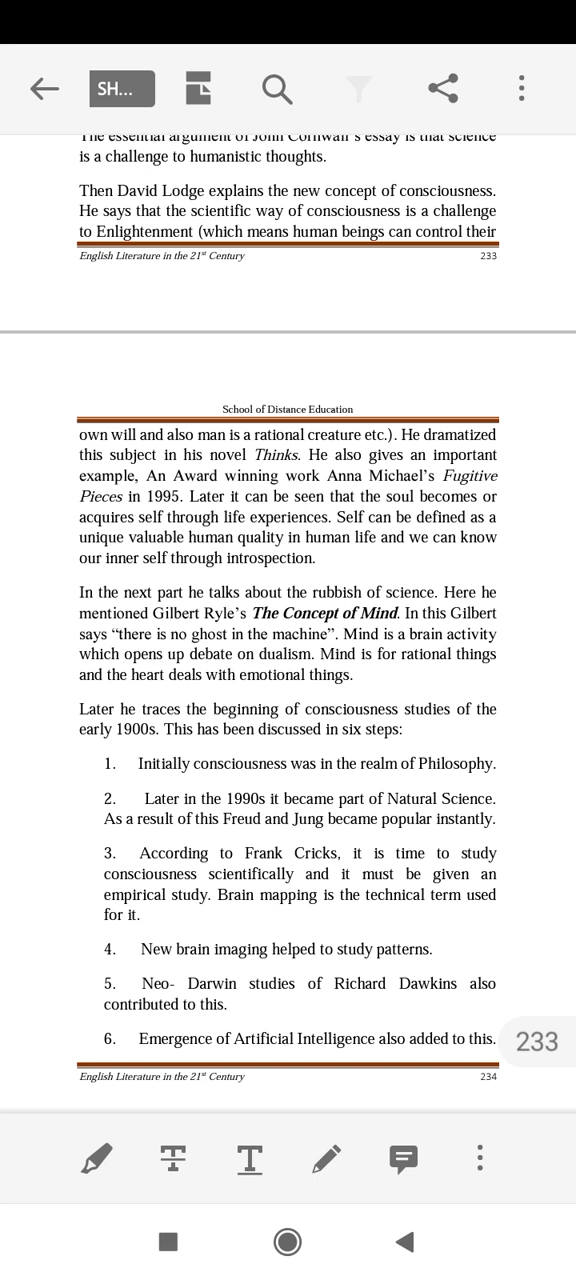 SH...
The essential argument of John Cornwall's essay is that science
is a challenge to humanistic thoughts.
Then David Lodge explains the new concept of consciousness.
He says that the scientific way of consciousness is a challenge
to Enlightenment (which means human beings can control their
English Literature in the 21st Century 233
School of Distance Education
own will and also man is a rational creature etc.). He dramatized
this subject in his novel Thinks. He also gives an important
example, An Award winning work Anna Michael's Fugitive
Pieces in 1995. Later it can be seen that the soul becomes or
acquires self through life experiences. Self can be defined as a
unique valuable human quality in human life and we can know
our inner self through introspection.
In the next part he talks about the rubbish of science. Here he
mentioned Gilbert Ryle's The Concept of Mind. In this Gilbert
says “there is no ghost in the machine”. Mind is a brain activity
which opens up debate on dualism. Mind is for rational things
and the heart deals with emotional things.
Later he traces the beginning of consciousness studies of the
early 1900s. This has been discussed in six steps:
1. Initially consciousness was in the realm of Philosophy.
2. Later in the 1990s it became part of Natural Science.
As a result of this Freud and Jung became popular instantly.
3. According to Frank Cricks, it is time to study
consciousness scientifically and it must be given an
empirical study. Brain mapping is the technical term used
for it.
4. New brain imaging helped to study patterns.
5. Neo- Darwin studies of Richard Dawkins also
contributed to this.
6. Emergence of Artificial Intelligence also added to this.
233
English Literature in the 21st Century 234